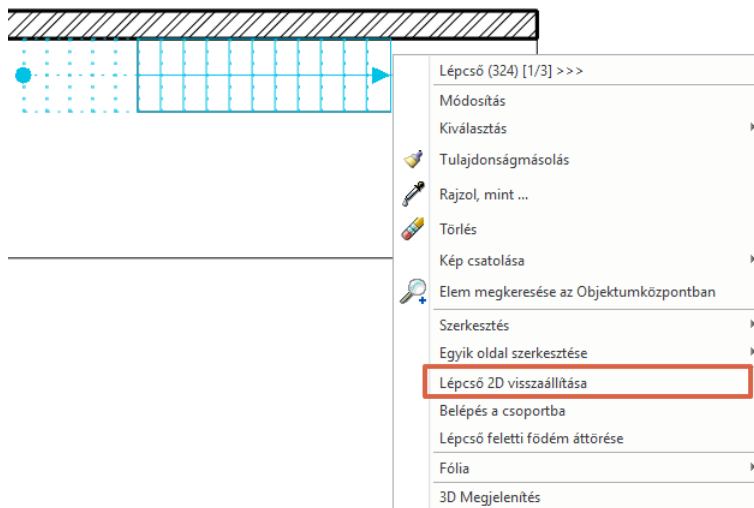 Lépcső (324) [1/3] >>>
Módosítás
Kiválasztás
Tulajdonságmásolás
Rajzol, mint ...
Törlés
Kép csatolása
Elem megkeresése az Objektumközpontban
Szerkesztés
Egyik oldal szerkesztése
Lépcső 2D visszaállítása
Belépés a csoportba
Lépcső feletti födém áttörése
Fólia
3D Megjelenítés